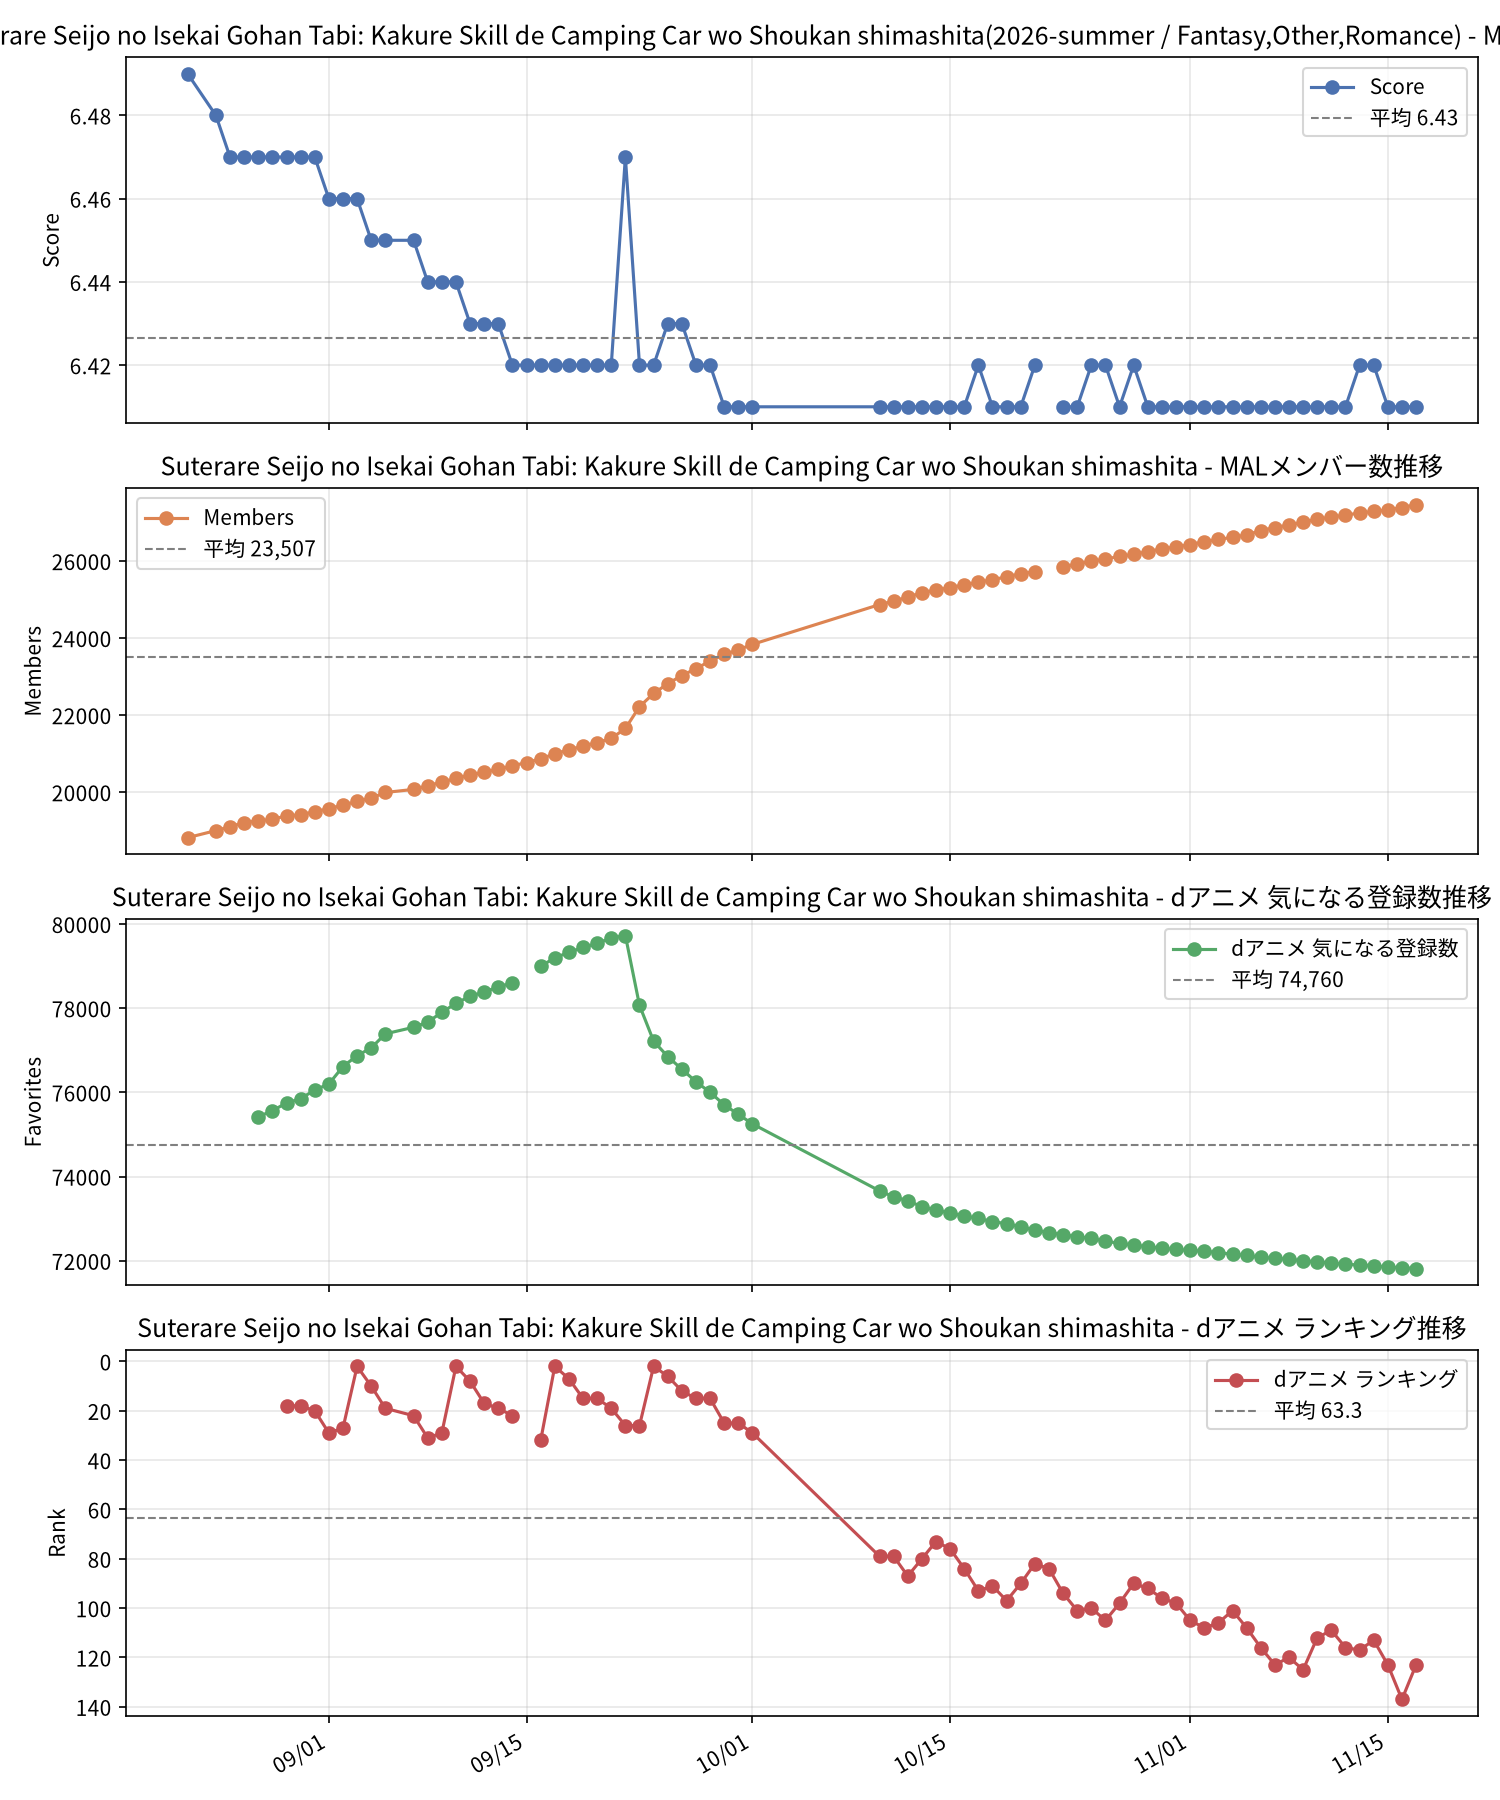 rare Seijo no Isekai Gohan Tabi: Kakure Skill de Camping Car wo Shoukan shimashita(2026-summer / Fantasy,Other,Romance) - M
Score
平均 6.43
Score
6.48
6.46
6.44
6.42
Suterare Seijo no Isekai Gohan Tabi: Kakure Skill de Camping Car wo Shoukan shimashita - MALメンバー数推移
Members
平均 23,507
Members
26000
24000
22000
20000
Suterare Seijo no Isekai Gohan Tabi: Kakure Skill de Camping Car wo Shoukan shimashita - dアニメ 気になる登録数推移
dアニメ 気になる登録数
平均 74,760
Favorites
80000
78000
76000
74000
72000
Suterare Seijo no Isekai Gohan Tabi: Kakure Skill de Camping Car wo Shoukan shimashita - dアニメ ランキング推移
dアニメ ランキング
平均 63.3
Rank
0
20
40
60
80
100
120
140
09/01
09/15
10/01
10/15
11/01
11/15